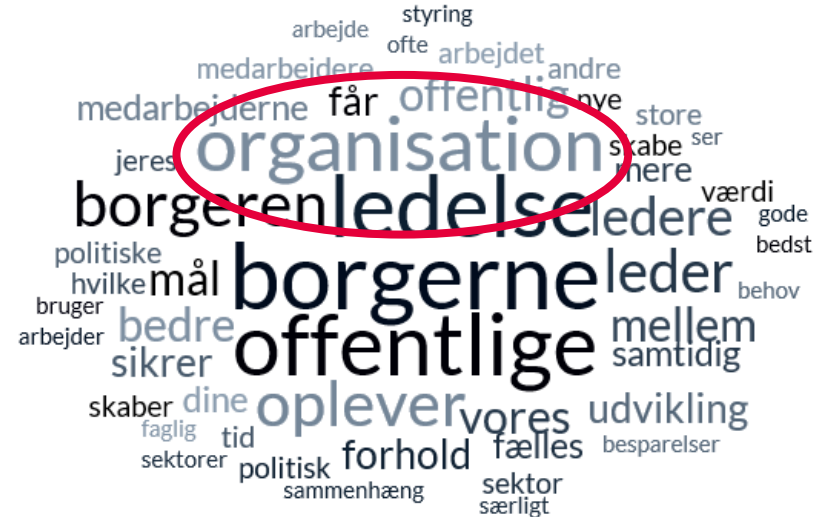 styring
arbejde
ofte
arbejdet
medarbejdere
andre
medarbejderne
får
offentlig
nye
store
organisation
skabe
ser
jeres
mere
borgeren
ledelse
ledere
værdi
gode
bedst
politiske
hvilke
mål
borgerne
leder
behov
bruger
arbejder
bedre
offentlige
mellem
sikrer
samtidig
skaber
dine
oplever
vores
udvikling
faglig
tid
forhold
fælles
besparelser
sektorer
politisk
sammenhæng
sektor
særligt